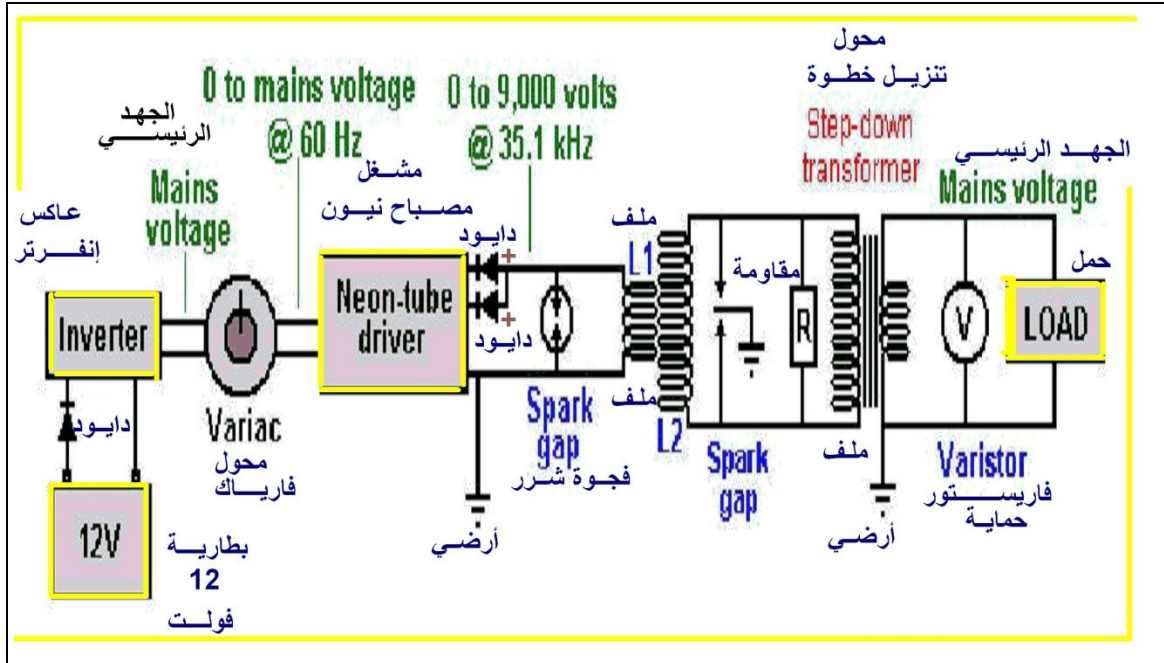 محول
تنزيل خطوة
Step-down
transformer
0 to mains voltage
@ 60 Hz
0 to 9,000 volts
@ 35.1 kHz
الجهد
الرئيسي
Mains
voltage
الجهد الرئيسي
Mains voltage
عاكس
إنفرتر
Inverter
مشغل
مصباح نيون
Neon-tube
driver
دايود
+
+
دايود
ملف
L1
ملف
L2
مقاومة
R
V
حمل
LOAD
Variac
محول
فارياك
دايود
12V
بطارية
12
فولت
Spark
gap
فجوة شرر
أرضي
Spark
gap
ملف
أرضي
Varistor
فاريستور
حماية